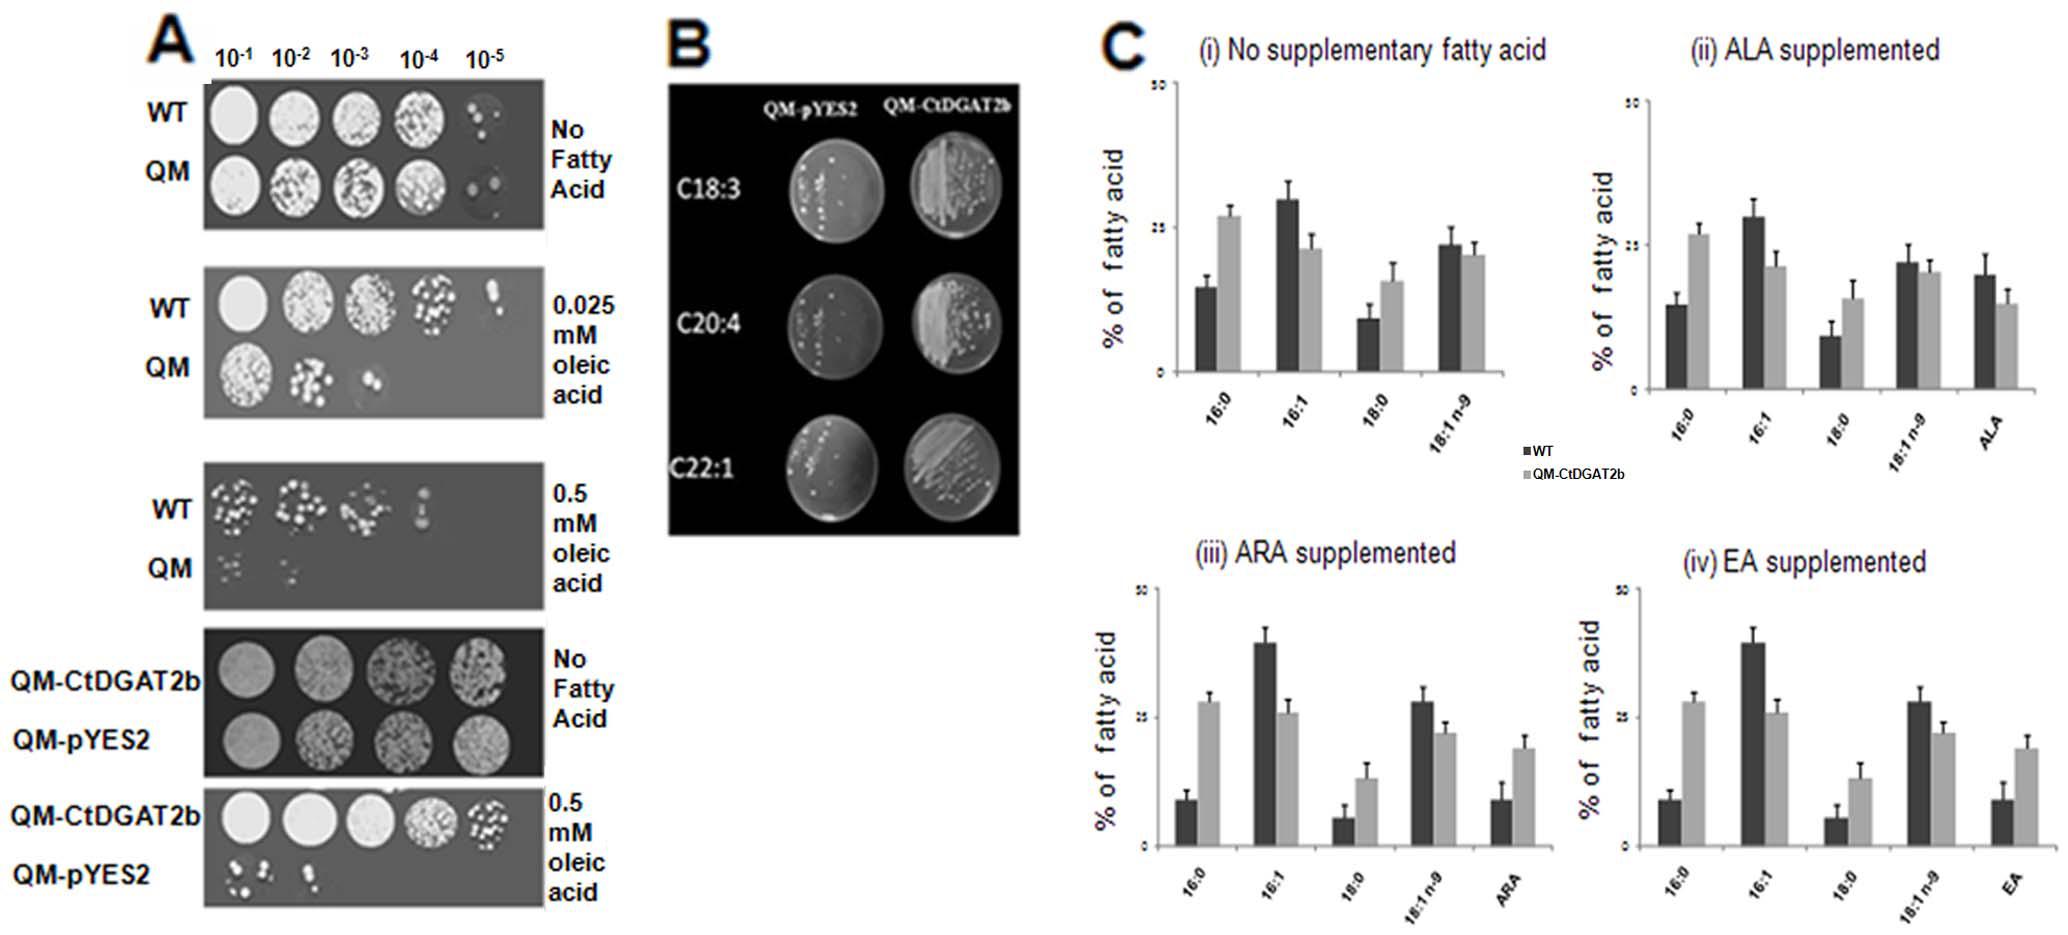 A
10-1 10-2 10-3 10-4 10-5
WT
QM
No
Fatty
Acid
WT
QM
0.025
mM
oleic
acid
WT
QM
0.5
mM
oleic
acid
QM-CtDGAT2b
QM-pYES2
No
Fatty
Acid
QM-CtDGAT2b
QM-pYES2
0.5
mM
oleic
acid
B
QM-pYES2 QM-CtDGAT2b
C18:3
C20:4
C22:1
C
(i) No supplementary fatty acid
% of fatty acid
50
25
0
16:0 16:1 18:0 18:1 n-9
(ii) ALA supplemented
% of fatty acid
50
25
0
16:0 16:1 18:0 18:1 n-9 ALA
WT
QM-CtDGAT2b
(iii) ARA supplemented
% of fatty acid
50
25
0
16:0 16:1 18:0 18:1 n-9 ARA
(iv) EA supplemented
% of fatty acid
50
25
0
16:0 16:1 18:0 18:1 n-9 EA